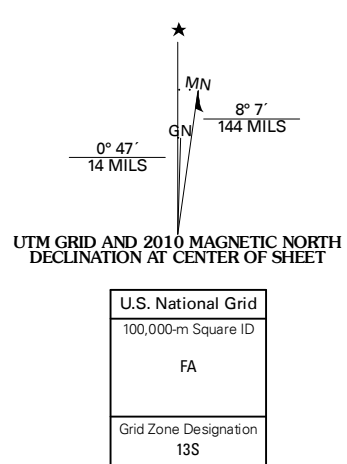 ★
MN
8° 7´
144 MILS
GN
0° 47´
14 MILS
UTM GRID AND 2010 MAGNETIC NORTH
DECLINATION AT CENTER OF SHEET
U.S. National Grid
100,000-m Square ID
FA
Grid Zone Designation
13S